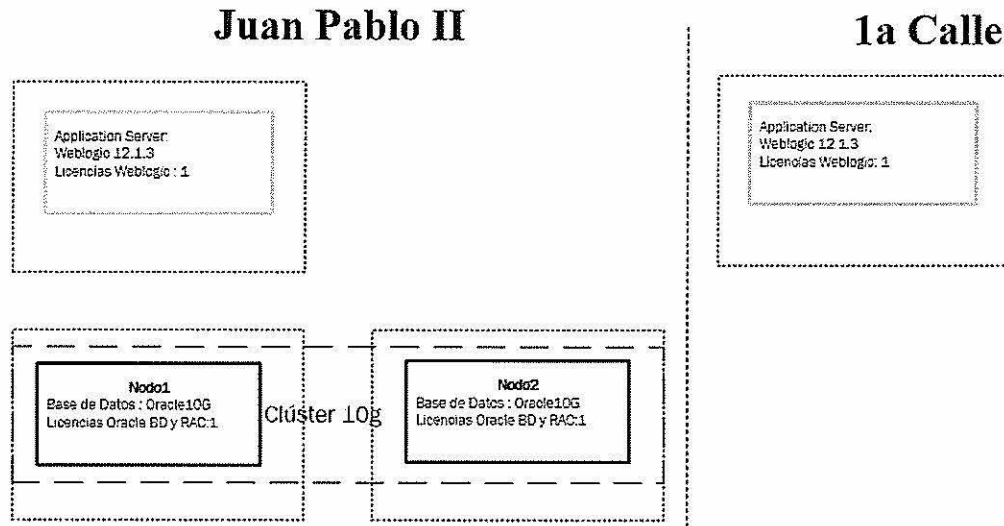 Juan Pablo II
1a Calle
Application Server:
Weblogic 12.1.3
Licencias Weblogic : 1
Application Server:
Weblogic 12.1.3
Licencias Weblogic: 1
Nodo1
Base de Datos : Oracle10G
Licencias Oracle BD y RAC:1
Clúster 10g
Nodo2
Base de Datos : Oracle10G
Licencias Oracle BD y RAC:1